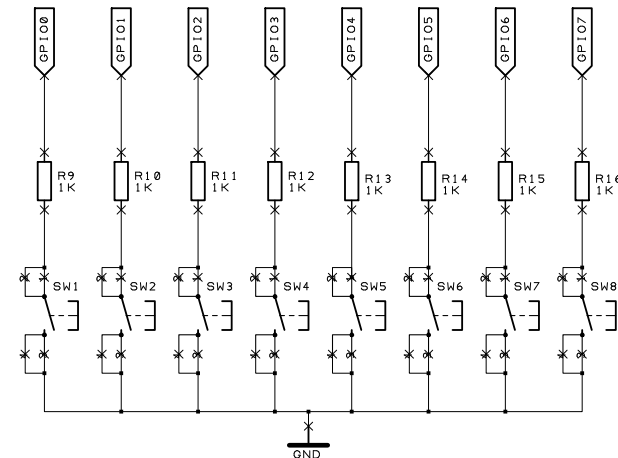 GPIO0 GPIO1 GPIO2 GPIO3 GPIO4 GPIO5 GPIO6 GPIO7
R9 R10 R11 R12 R13 R14 R15 R16
1K 1K 1K 1K 1K 1K 1K 1K
SW1 SW2 SW3 SW4 SW5 SW6 SW7 SW8
GND